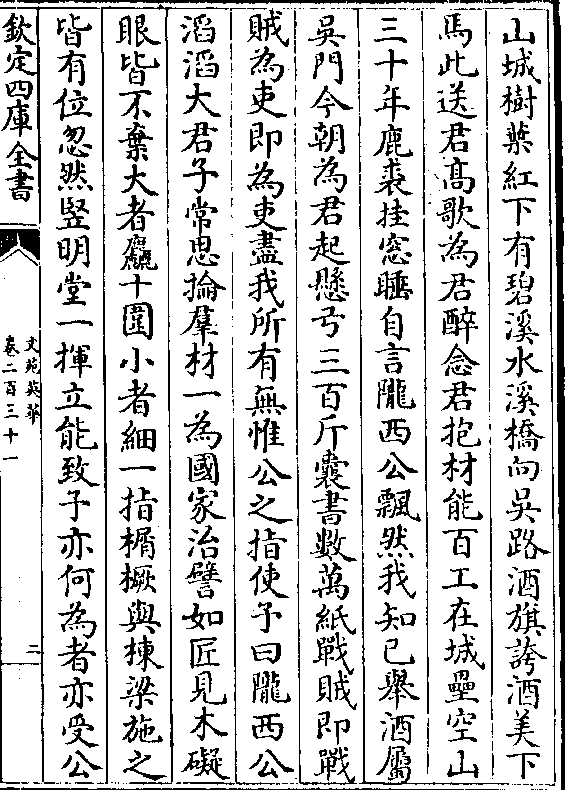 山城樹葉紅下有碧溪水溪橋向吳路酒旗誇酒美下
馬此送君髙歌為君醉念君抱材能百工在城壘空山
三十年鹿裘挂窓睡自言隴西公飄然我知已舉酒屬
吳門今朝為君起懸弓三百斤囊書數萬紙戰賊即戰
賊為吏即為吏盡我所有無惟公之指使予曰隴西公
滔滔大君子常思掄羣材一為國家治譬如匠見木礙
眼皆不棄大者麤十圍小者細一指楯橛與棟梁施之
皆有位忽然竪明堂一揮立能致子亦何為者亦受公
欽定四庫全書
文苑英華
卷二百三十一
二